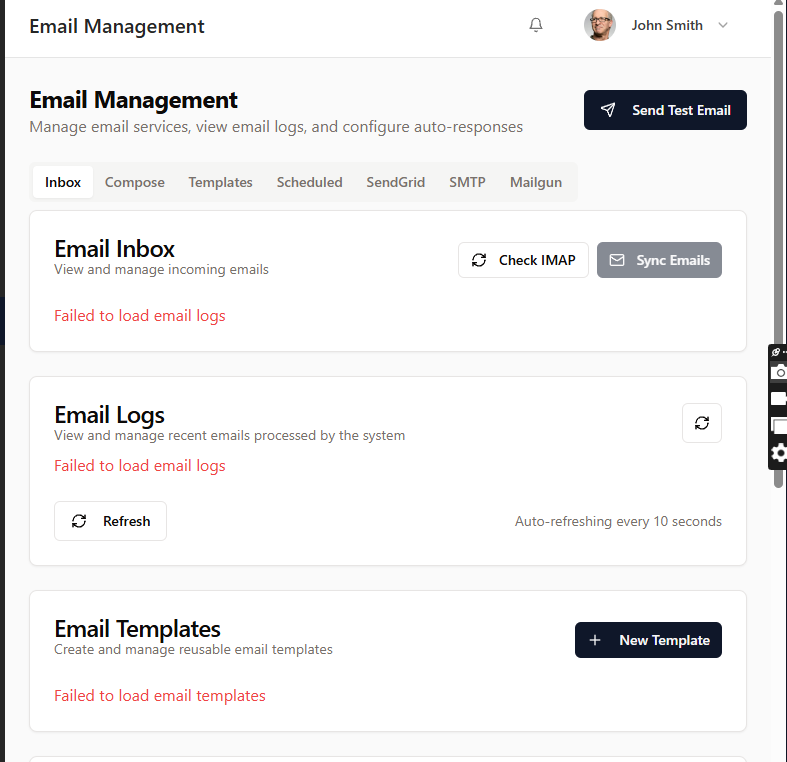 Email Management
John Smith
Email Management
Manage email services, view email logs, and configure auto-responses
Send Test Email
Inbox Compose Templates Scheduled SendGrid SMTP Mailgun
Email Inbox
View and manage incoming emails
Check IMAP
Sync Emails
Failed to load email logs
Email Logs
View and manage recent emails processed by the system
Failed to load email logs
Refresh
Auto-refreshing every 10 seconds
Email Templates
Create and manage reusable email templates
New Template
Failed to load email templates